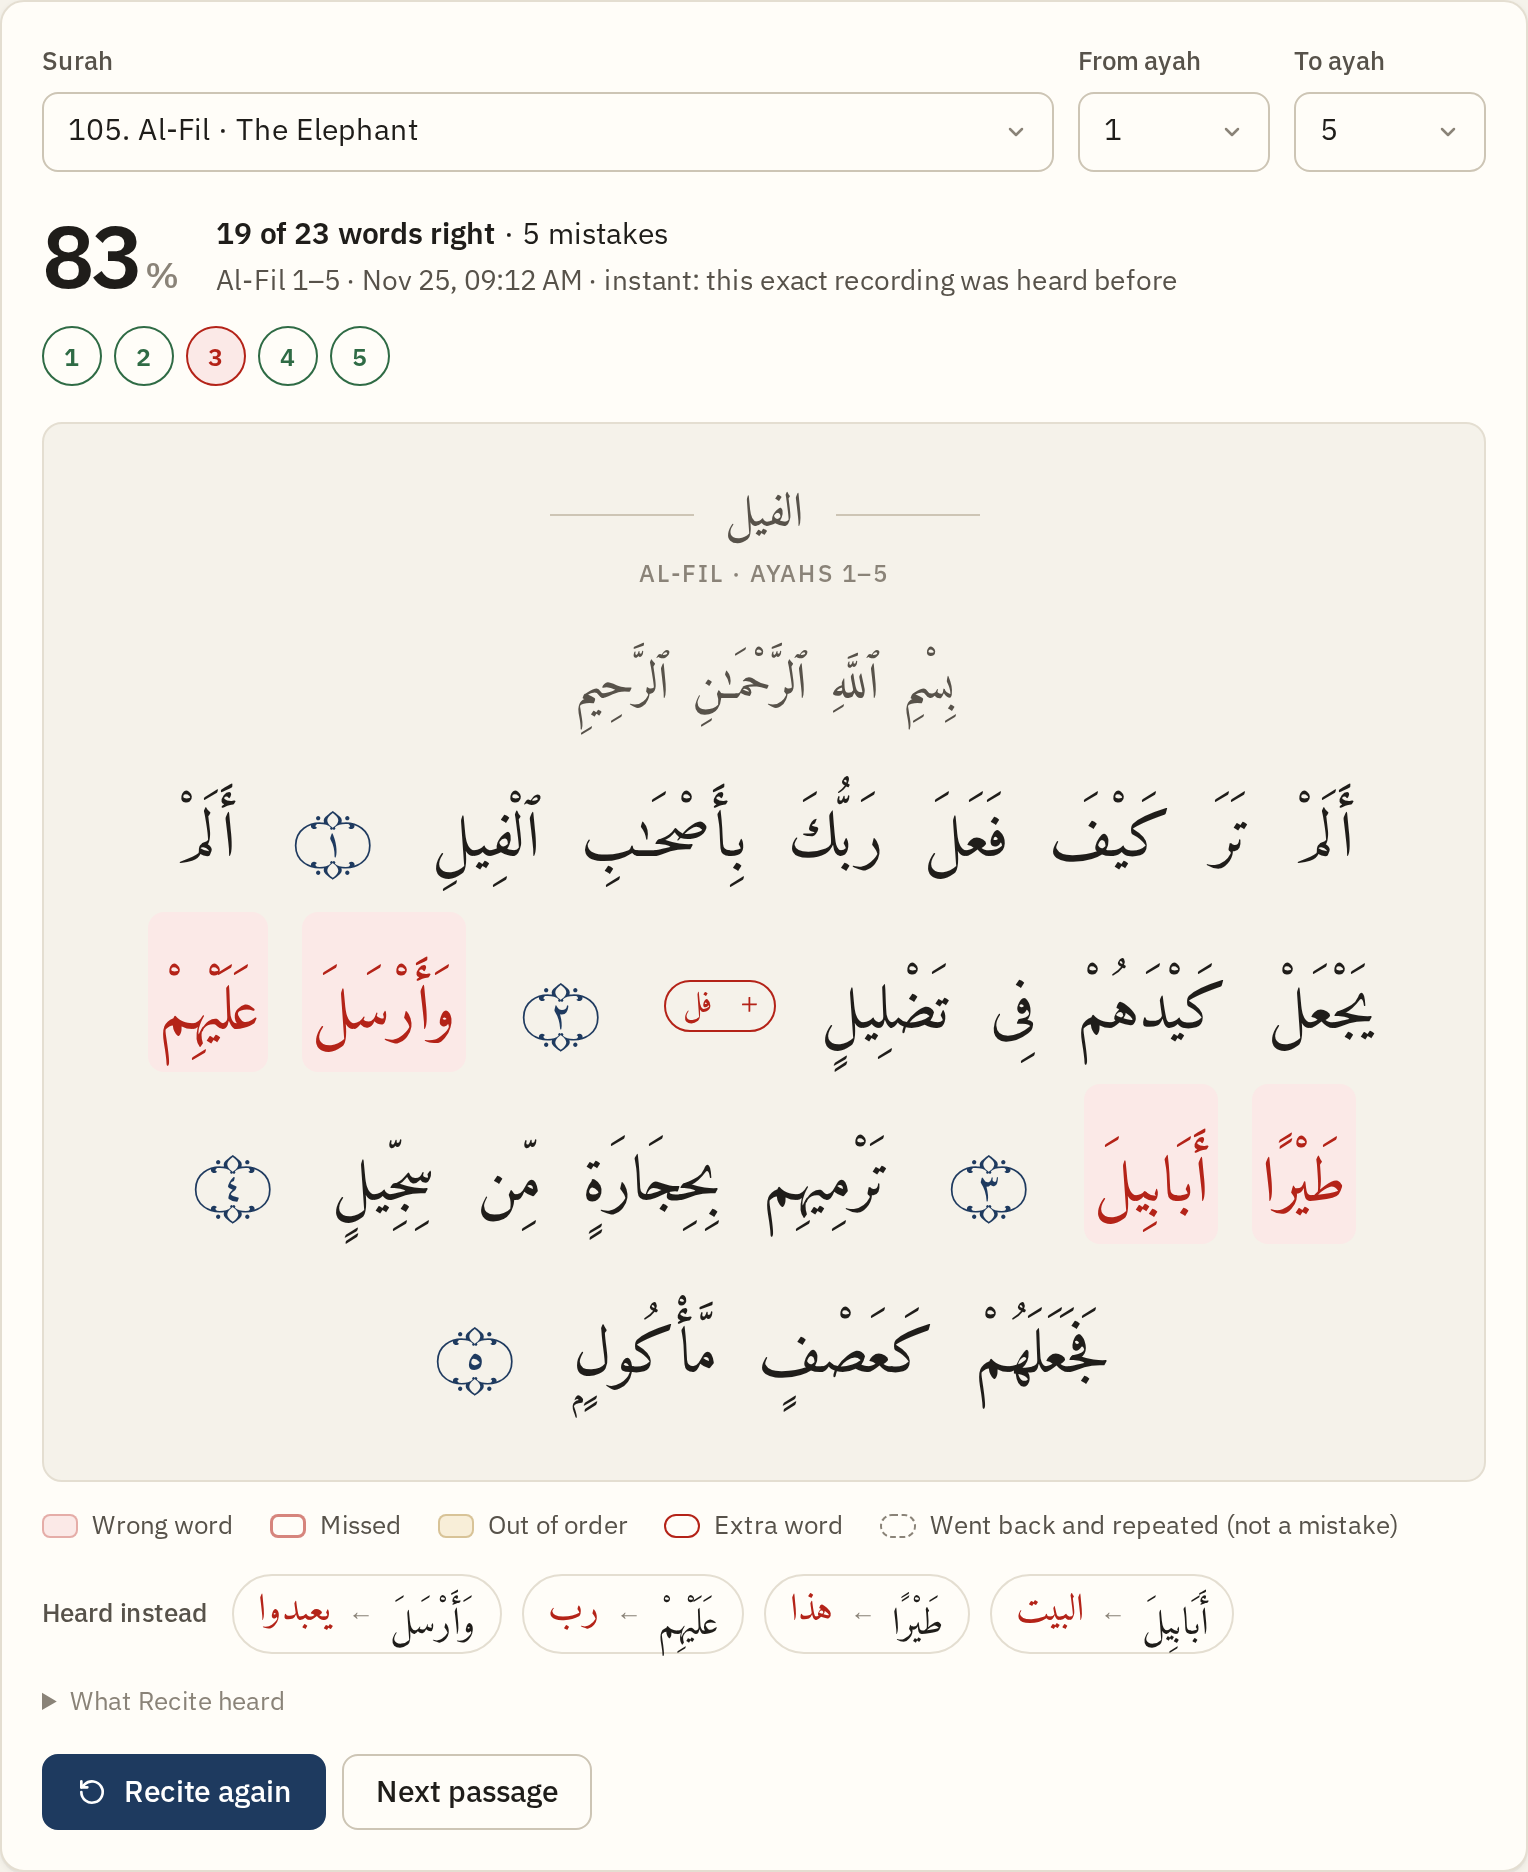 Surah From ayah To ayah
105. Al-Fil · The Elephant 1 5
83 %
19 of 23 words right · 5 mistakes
Al-Fil 1–5 · Nov 25, 09:12 AM · instant: this exact recording was heard before
1 2 3 4 5
الفيل
AL-FIL · AYAHS 1–5
بِسْمِ ٱللَّهِ ٱلرَّحْمَـٰنِ ٱلرَّحِيمِ
أَلَمْ تَرَ كَيْفَ فَعَلَ رَبُّكَ بِأَصْحَـٰبِ ٱلْفِيلِ ١ أَلَمْ
يَجْعَلْ كَيْدَهُمْ فِى تَضْلِيلٍ + فل ٢ وَأَرْسَلَ عَلَيْهِمْ
طَيْرًا أَبَابِيلَ ٣ تَرْمِيهِم بِحِجَارَةٍ مِّن سِجِّيلٍ ٤
فَجَعَلَهُمْ كَعَصْفٍ مَّأْكُولٍۭ ٥
Wrong word Missed Out of order Extra word Went back and repeated (not a mistake)
Heard instead وَأَرْسَلَ ← يعبدوا عَلَيْهِمْ ← رب طَيْرًا ← هذا أَبَابِيلَ ← البيت
▶ What Recite heard
Recite again Next passage